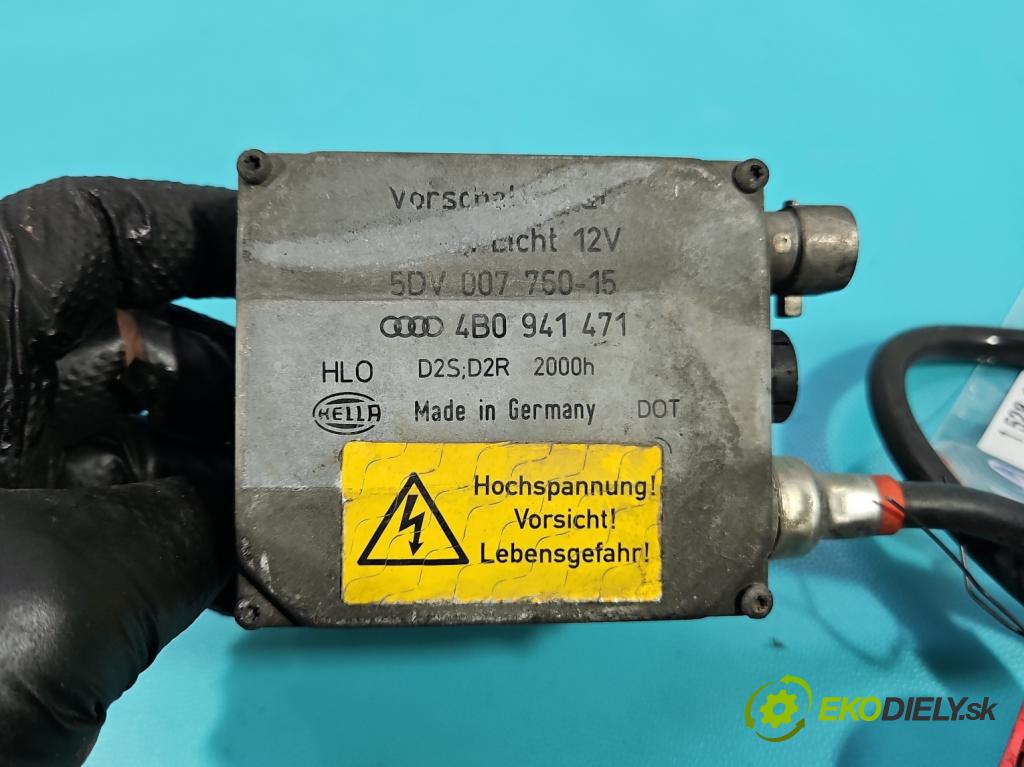 Licht 12V
5DV 007 760-15
4B0 941 471
HLO D2S;D2R 2000h
HELLA Made in Germany DOT
Hochspannung!
Vorsicht!
Lebensgefahr!
EKODIELY.sk